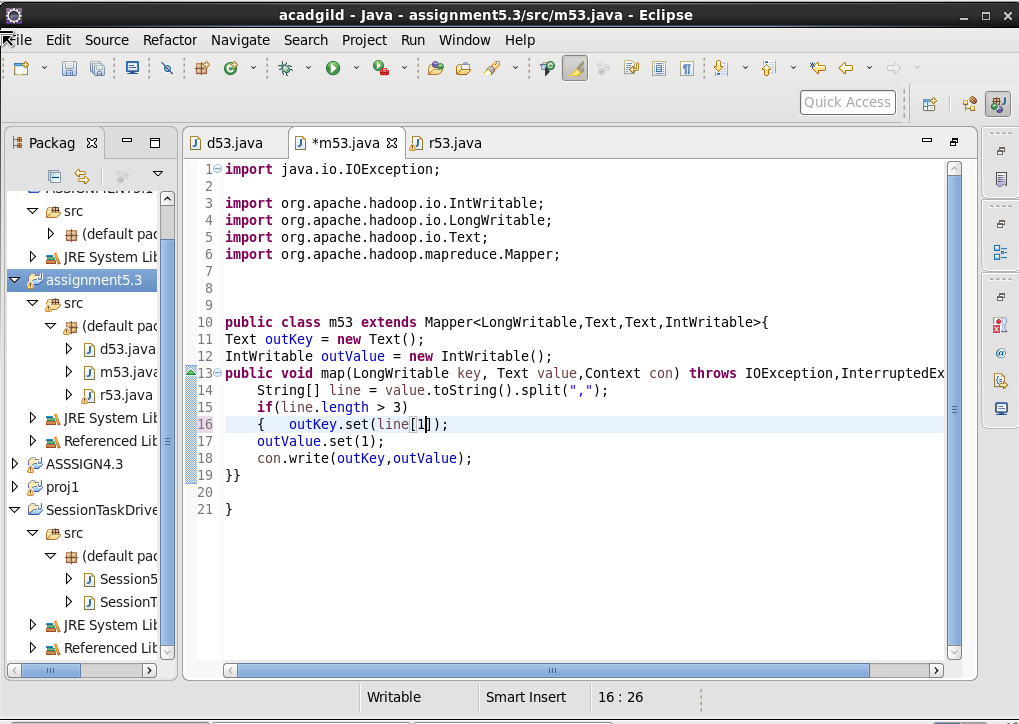 acadgild - Java - assignment5.3/src/m53.java - Eclipse
File Edit Source Refactor Navigate Search Project Run Window Help
Quick Access
Packag
d53.java *m53.java r53.java
src
(default pac
JRE System Lib
assignment5.3
src
(default pac
d53.java
m53.java
r53.java
JRE System Lib
Referenced Lib
ASSSIGN4.3
proj1
SessionTaskDrive
src
(default pac
Session5
SessionT
JRE System Lib
Referenced Lib
1 import java.io.IOException;
2
3 import org.apache.hadoop.io.IntWritable;
4 import org.apache.hadoop.io.LongWritable;
5 import org.apache.hadoop.io.Text;
6 import org.apache.hadoop.mapreduce.Mapper;
7
8
9
10 public class m53 extends Mapper<LongWritable,Text,Text,IntWritable>{
11 Text outKey = new Text();
12 IntWritable outValue = new IntWritable();
13 public void map(LongWritable key, Text value,Context con) throws IOException,InterruptedEx
14     String[] line = value.toString().split(",");
15     if(line.length > 3)
16     {   outKey.set(line[1]);
17     outValue.set(1);
18     con.write(outKey,outValue);
19 }}
20
21 }
Writable Smart Insert 16 : 26